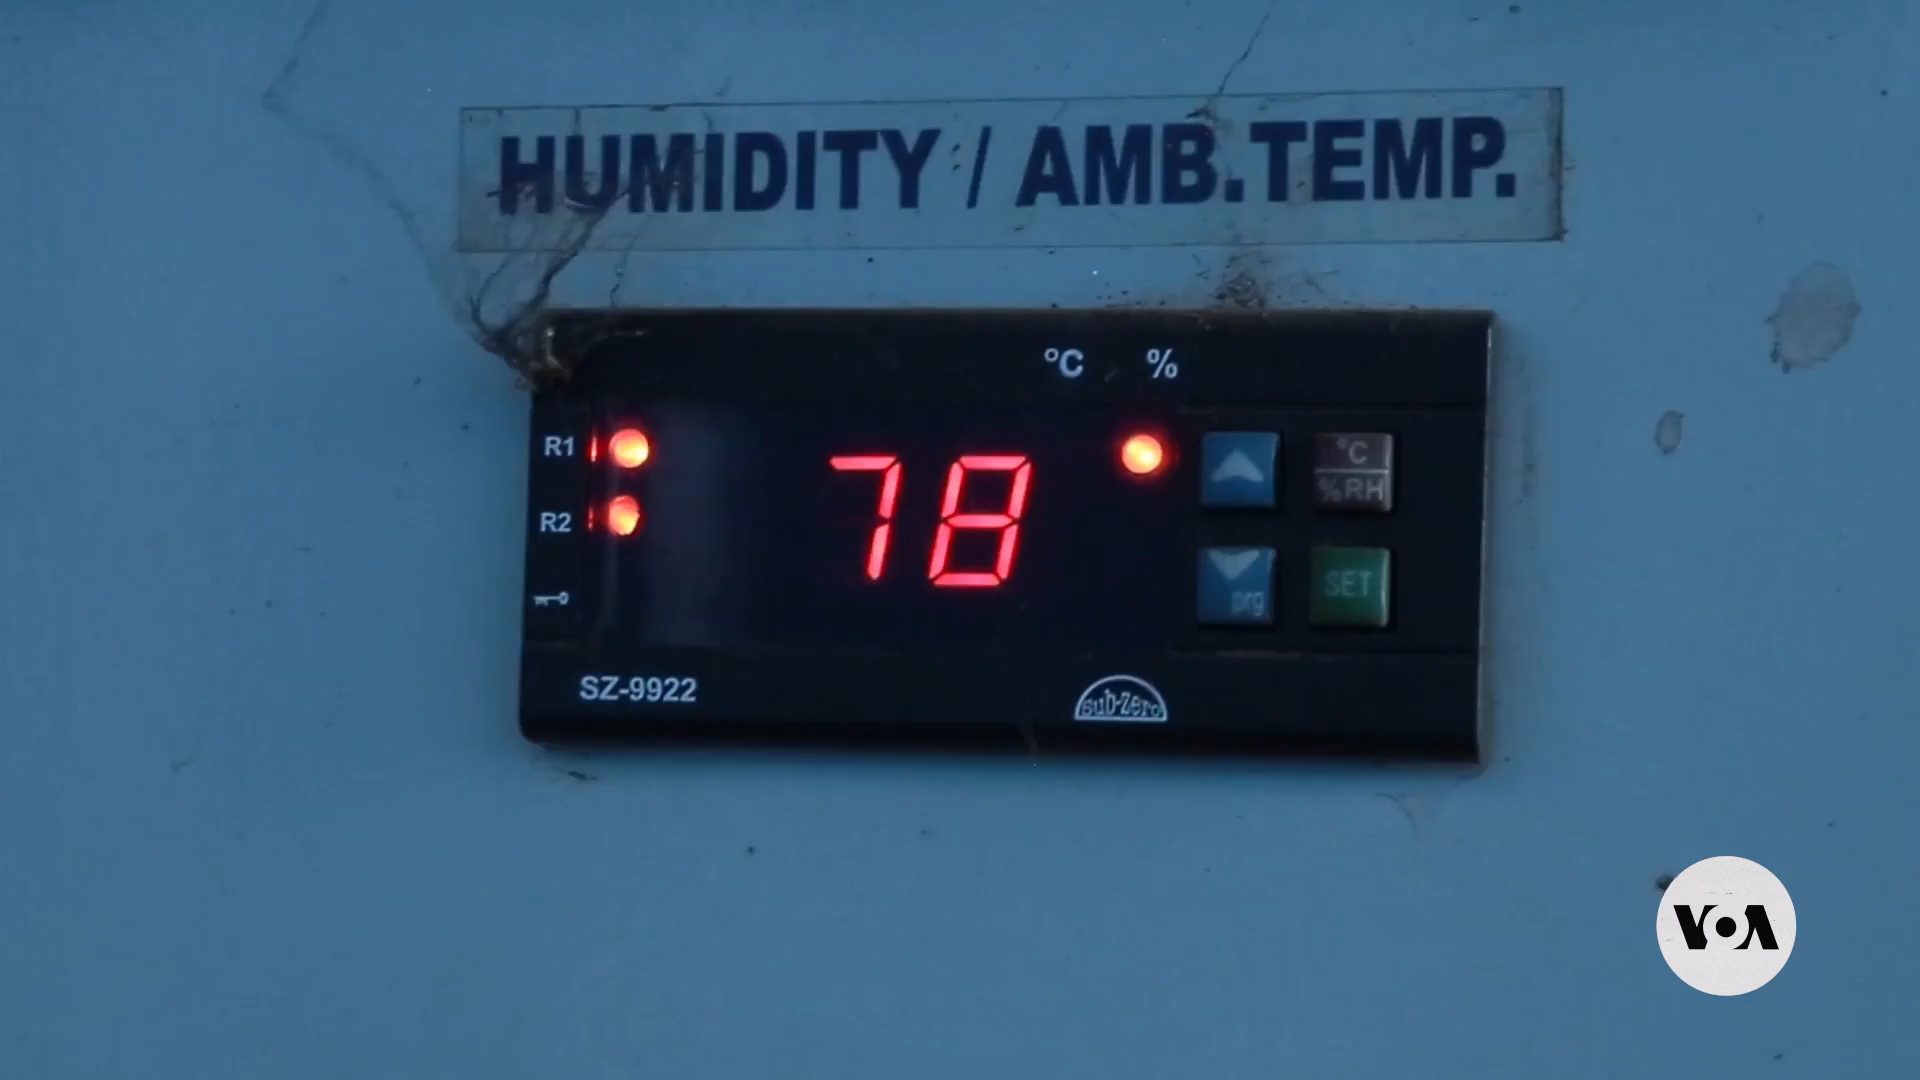 HUMIDITY / AMB.TEMP.
°C %
R1
R2
78
°C
%RH
prg
SET
SZ-9922
sub-zero
VOA